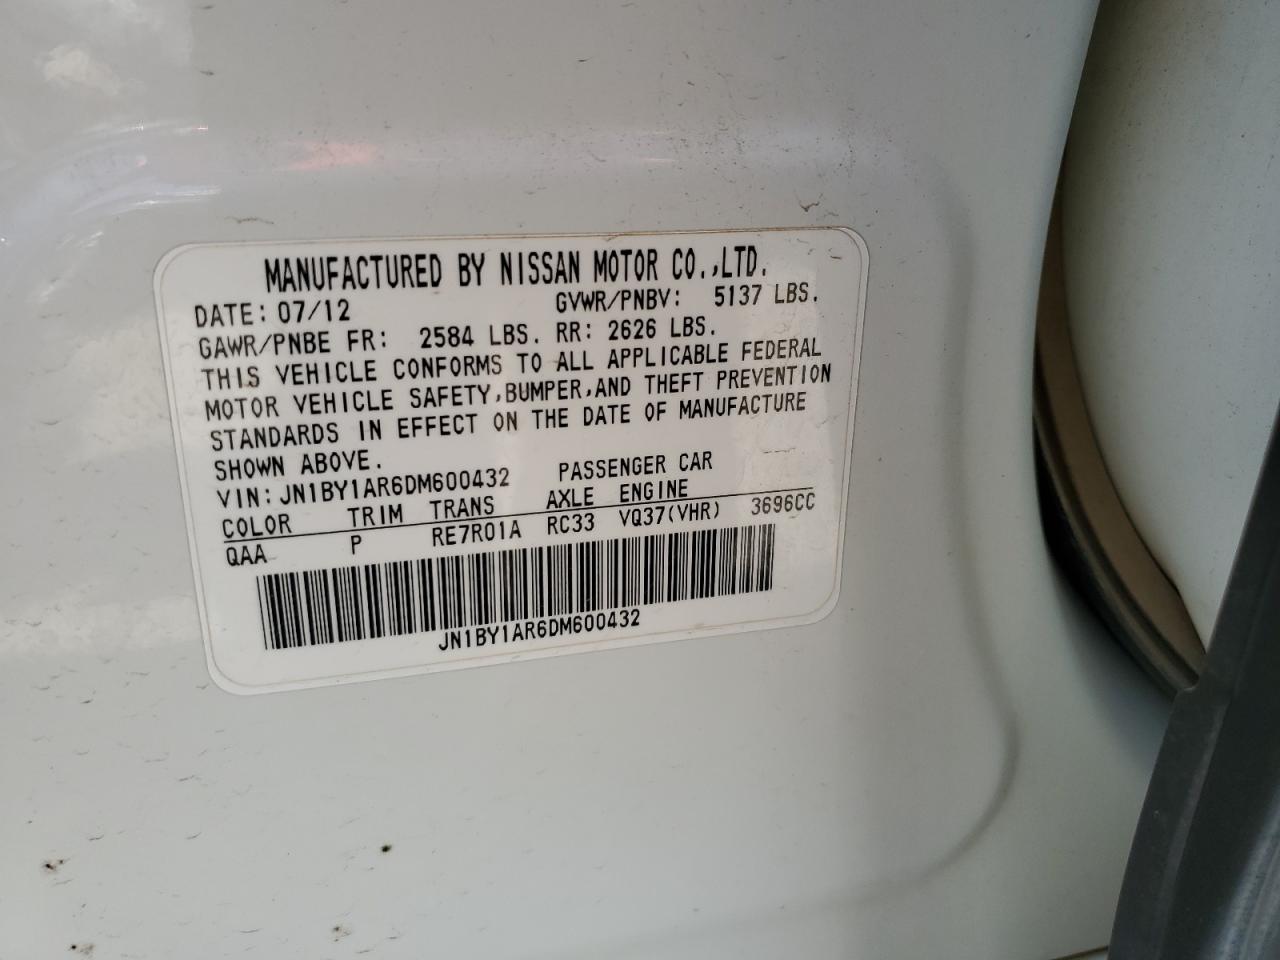 MANUFACTURED BY NISSAN MOTOR CO.,LTD.
DATE: 07/12 GVWR/PNBV: 5137 LBS.
GAWR/PNBE FR: 2584 LBS. RR: 2626 LBS.
THIS VEHICLE CONFORMS TO ALL APPLICABLE FEDERAL
MOTOR VEHICLE SAFETY,BUMPER,AND THEFT PREVENTION
STANDARDS IN EFFECT ON THE DATE OF MANUFACTURE
SHOWN ABOVE.
VIN: JN1BY1AR6DM600432 PASSENGER CAR
COLOR TRIM TRANS AXLE ENGINE
QAA P RE7R01A RC33 VQ37(VHR) 3696CC
JN1BY1AR6DM600432